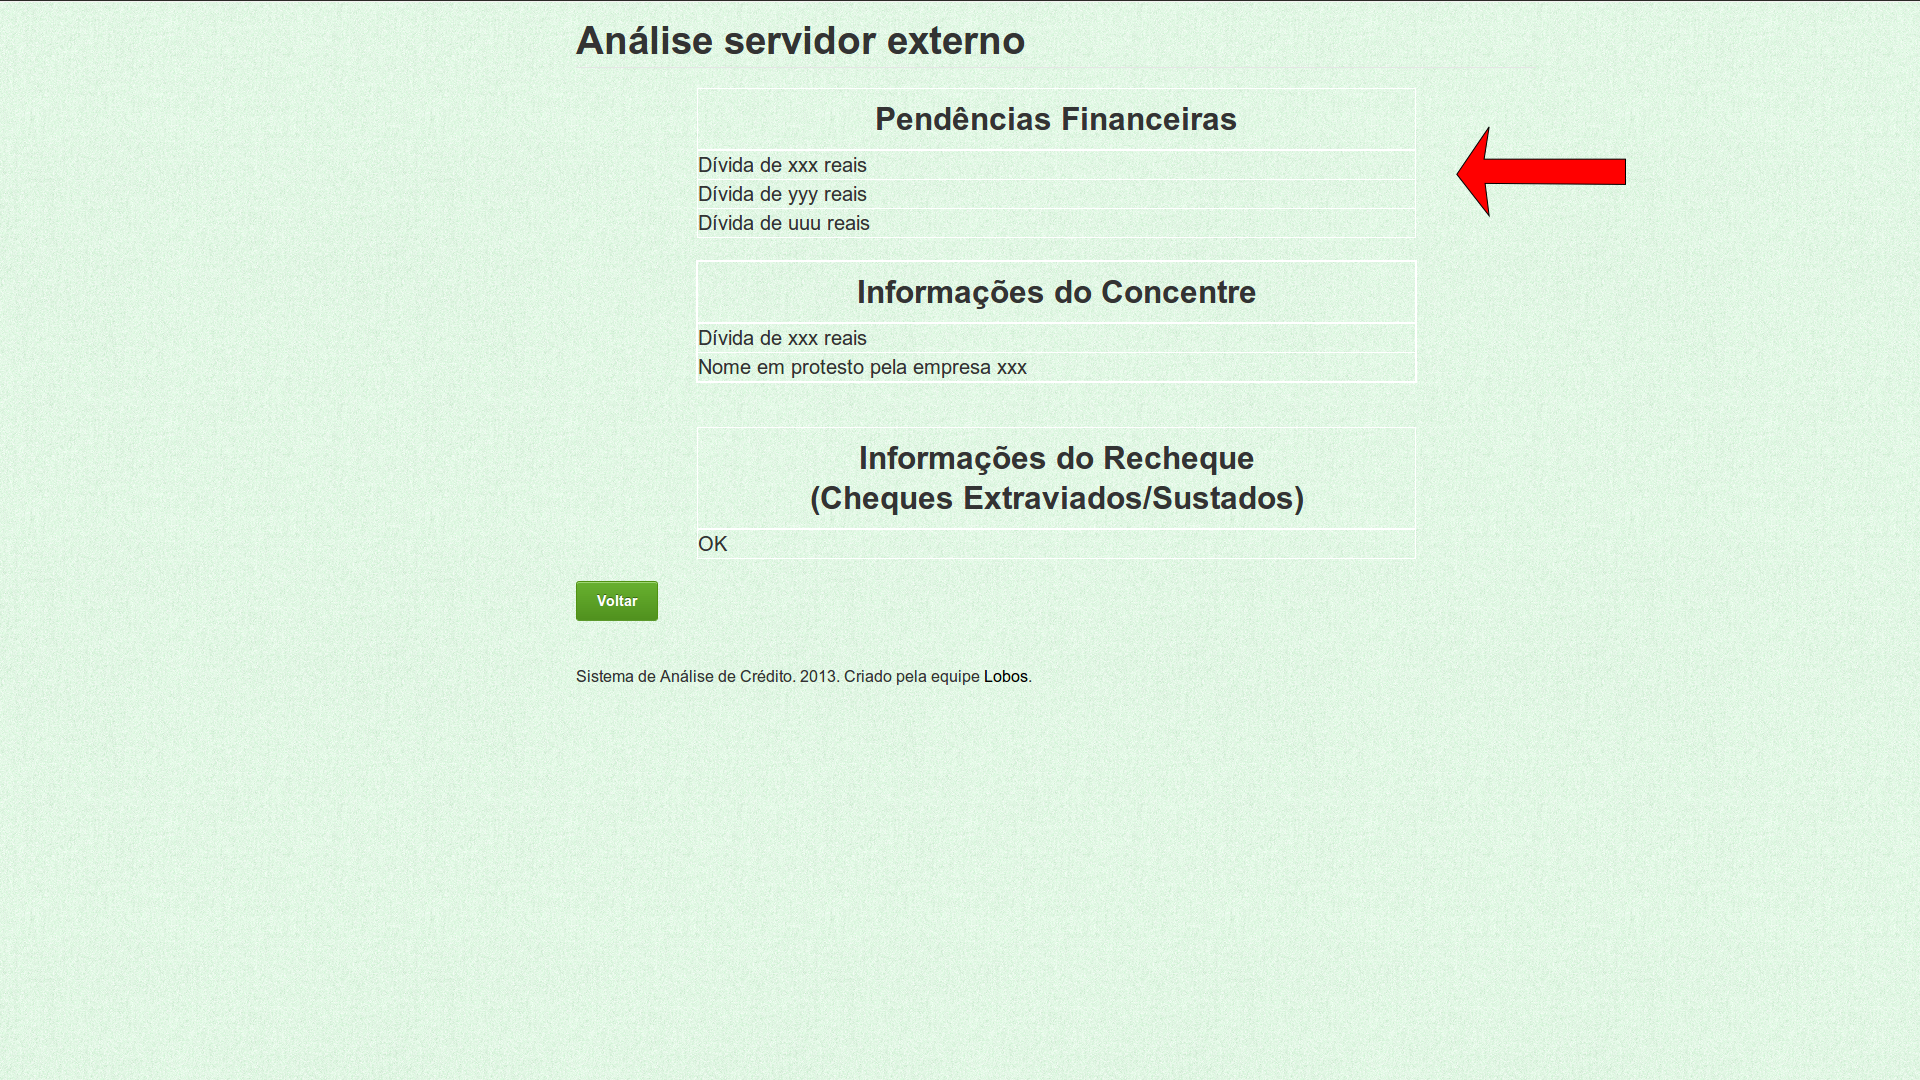 Análise servidor externo
Pendências Financeiras
Dívida de xxx reais
Dívida de yyy reais
Dívida de uuu reais
Informações do Concentre
Dívida de xxx reais
Nome em protesto pela empresa xxx
Informações do Recheque
(Cheques Extraviados/Sustados)
OK
Voltar
Sistema de Análise de Crédito. 2013. Criado pela equipe Lobos.